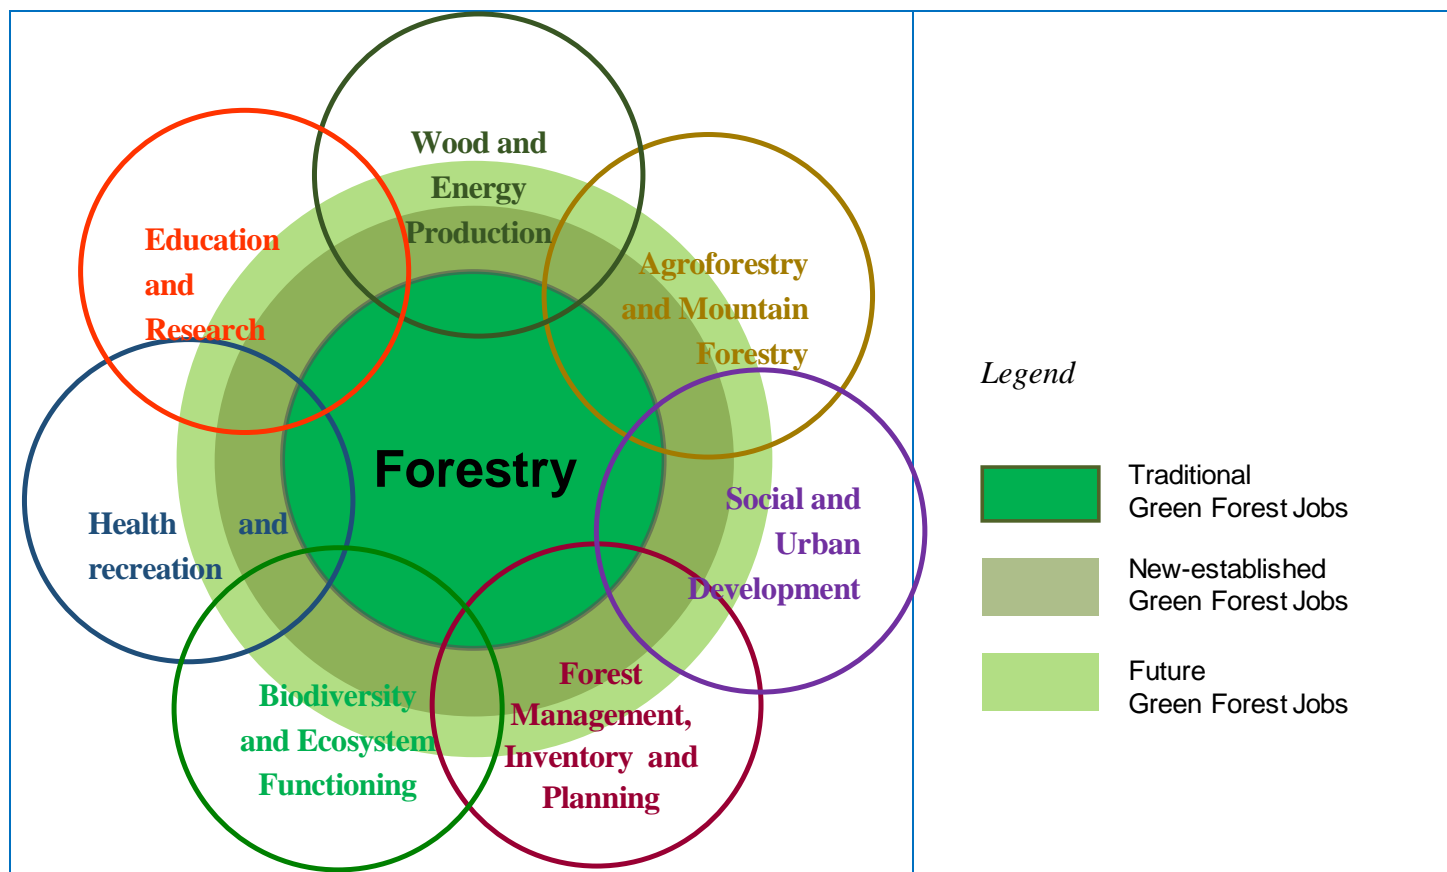 Wood and
Energy
Production
Education
and
Research
Agroforestry
and Mountain
Forestry
Forestry
Health and
recreation
Social and
Urban
Development
Biodiversity
and Ecosystem
Functioning
Forest
Management,
Inventory and
Planning
Legend
Traditional
Green Forest Jobs
New-established
Green Forest Jobs
Future
Green Forest Jobs